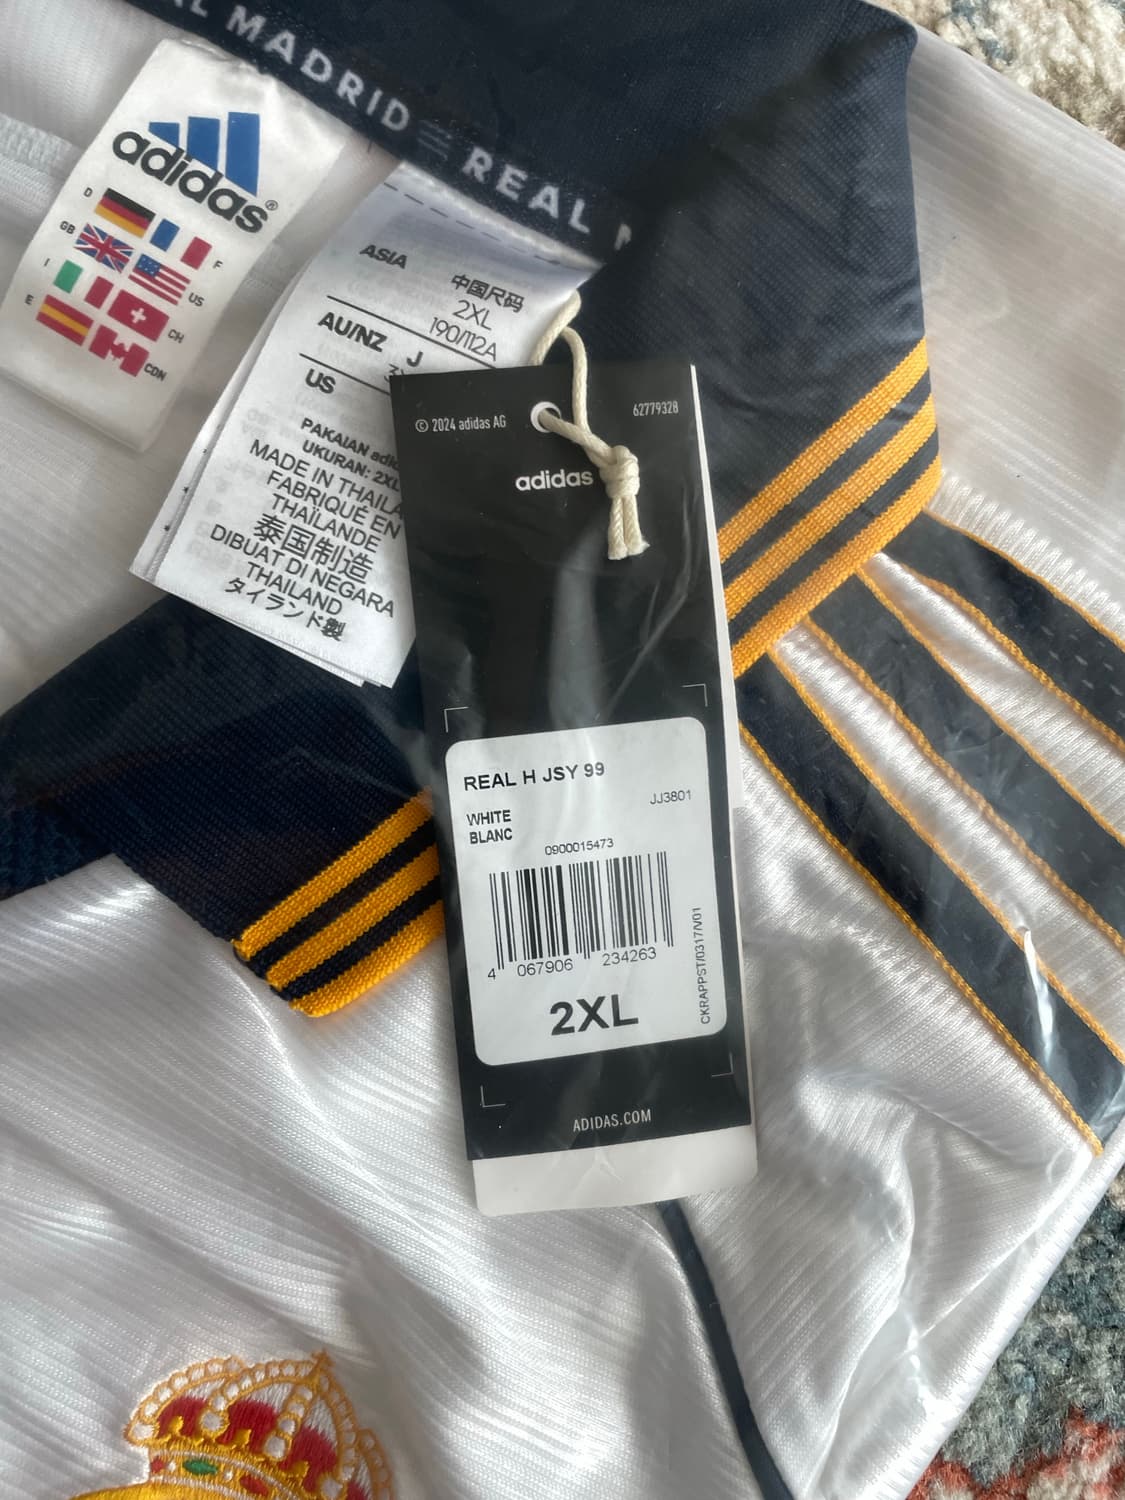 AL MADRID
REAL
adidas®
D
F
GB
US
I
CH
E
CDN
ASIA
中国尺码
2XL
190/112A
AU/NZ
J
US
PAKAIAN
UKURAN: 2XL
MADE IN
FABRIQUÉ EN
THAÏLANDE
泰国制造
DIBUAT DI NEGARA
THAILAND
タイランド製
© 2024 adidas AG
62779328
adidas
REAL H JSY 99
JJ3801
WHITE
BLANC
0900015473
4 067906 234263
2XL
CKRAPPST/0317/V01
ADIDAS.COM